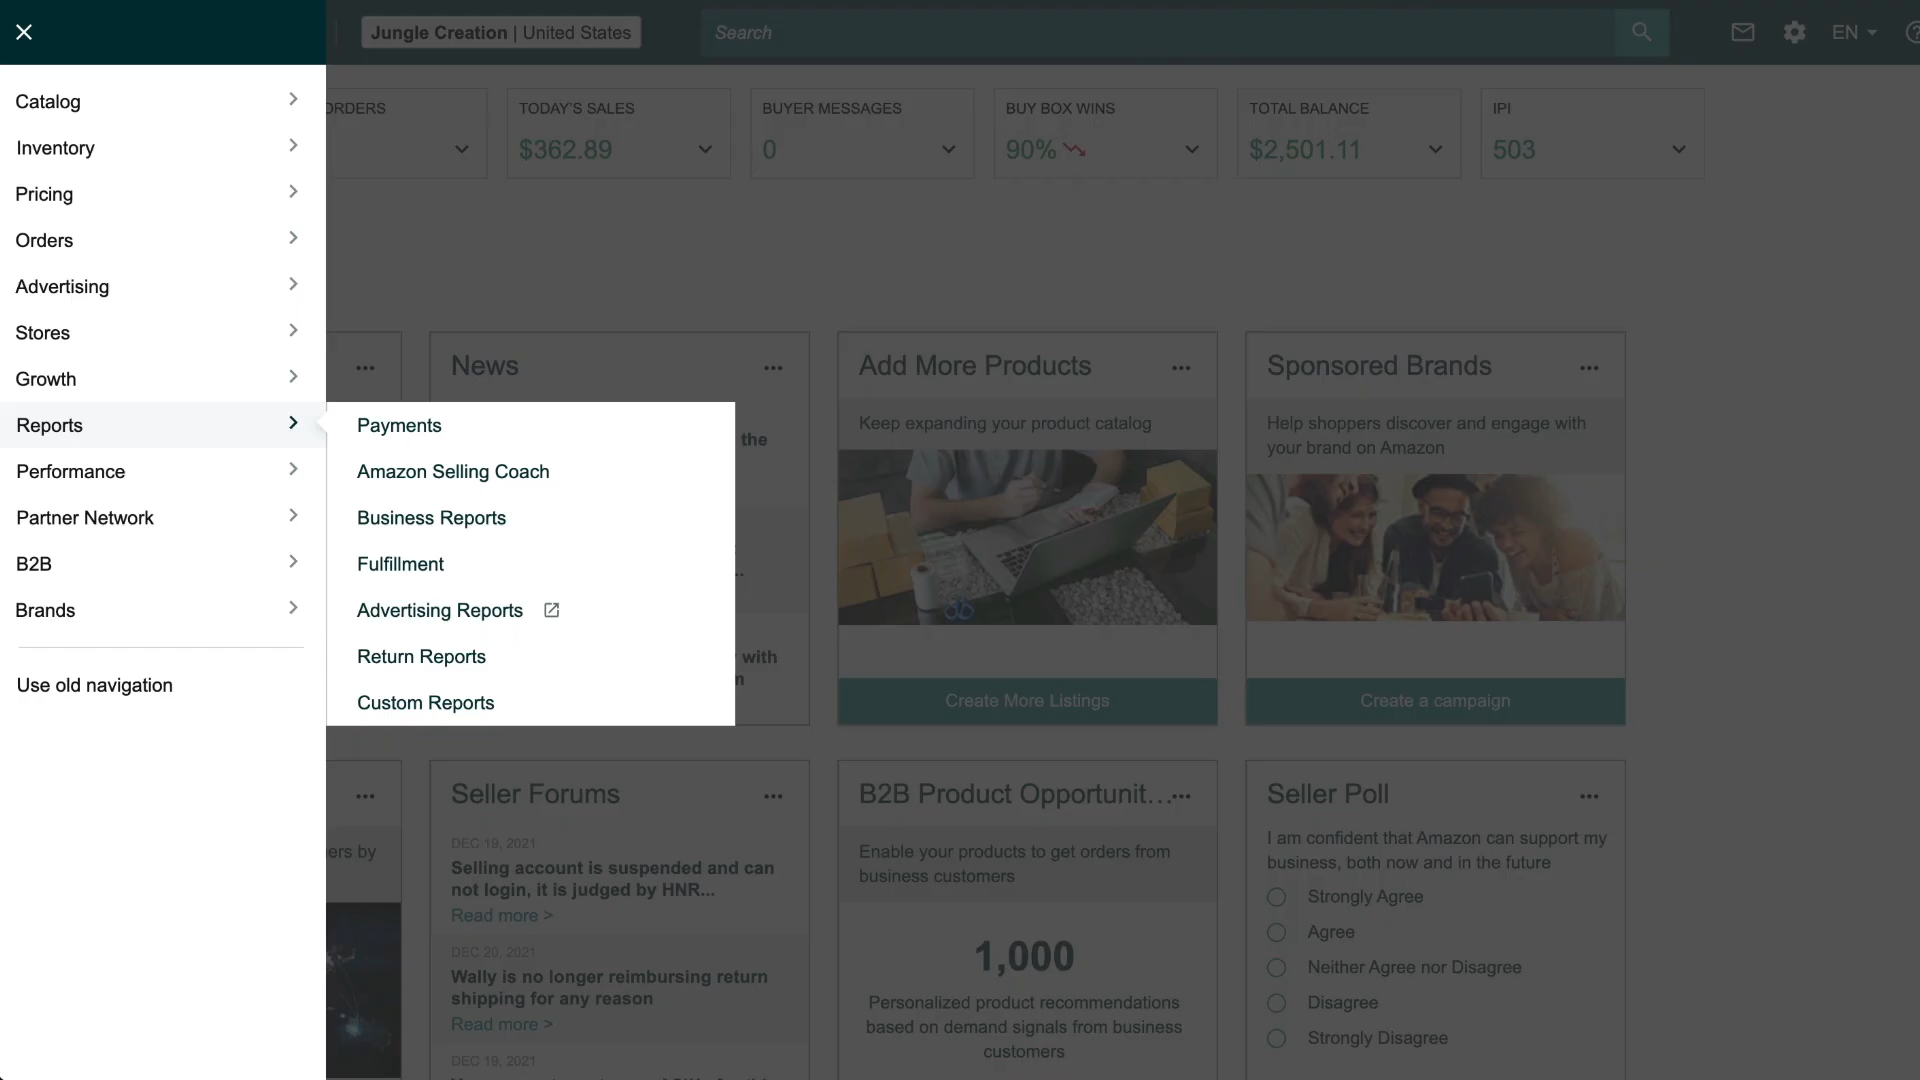 Jungle Creation | United States
Search
EN
Catalog
Inventory
Pricing
Orders
Advertising
Stores
Growth
Reports
Performance
Partner Network
B2B
Brands
Use old navigation
Payments
Amazon Selling Coach
Business Reports
Fulfillment
Advertising Reports
Return Reports
Custom Reports
ORDERS
TODAY'S SALES
$362.89
BUYER MESSAGES
0
BUY BOX WINS
90%
TOTAL BALANCE
$2,501.11
IPI
503
News
the
with
Add More Products
Keep expanding your product catalog
Create More Listings
Sponsored Brands
Help shoppers discover and engage with
your brand on Amazon
Create a campaign
ers by
Seller Forums
DEC 19, 2021
Selling account is suspended and can
not login, it is judged by HNR...
Read more >
DEC 20, 2021
Wally is no longer reimbursing return
shipping for any reason
Read more >
DEC 19, 2021
B2B Product Opportunit...
Enable your products to get orders from
business customers
1,000
Personalized product recommendations
based on demand signals from business
customers
Seller Poll
I am confident that Amazon can support my
business, both now and in the future
Strongly Agree
Agree
Neither Agree nor Disagree
Disagree
Strongly Disagree